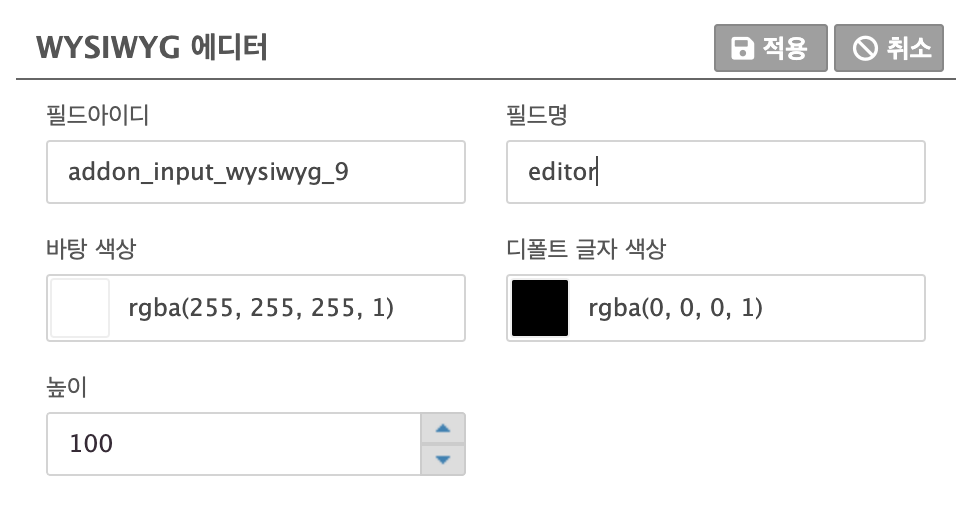 WYSIWYG 에디터
적용 취소
필드아이디 필드명
addon_input_wysiwyg_9 editor
바탕 색상 디폴트 글자 색상
rgba(255, 255, 255, 1) rgba(0, 0, 0, 1)
높이
100